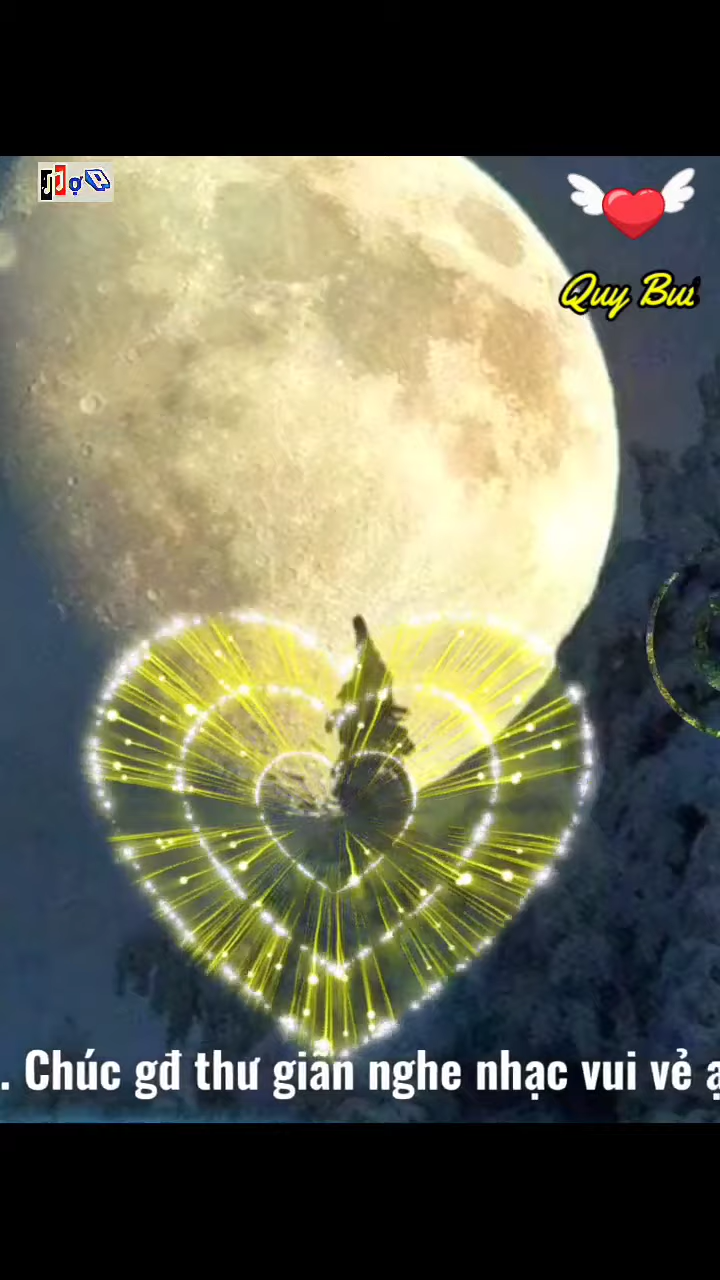 Quy Bui
. Chúc gđ thư giãn nghe nhạc vui vẻ ạ